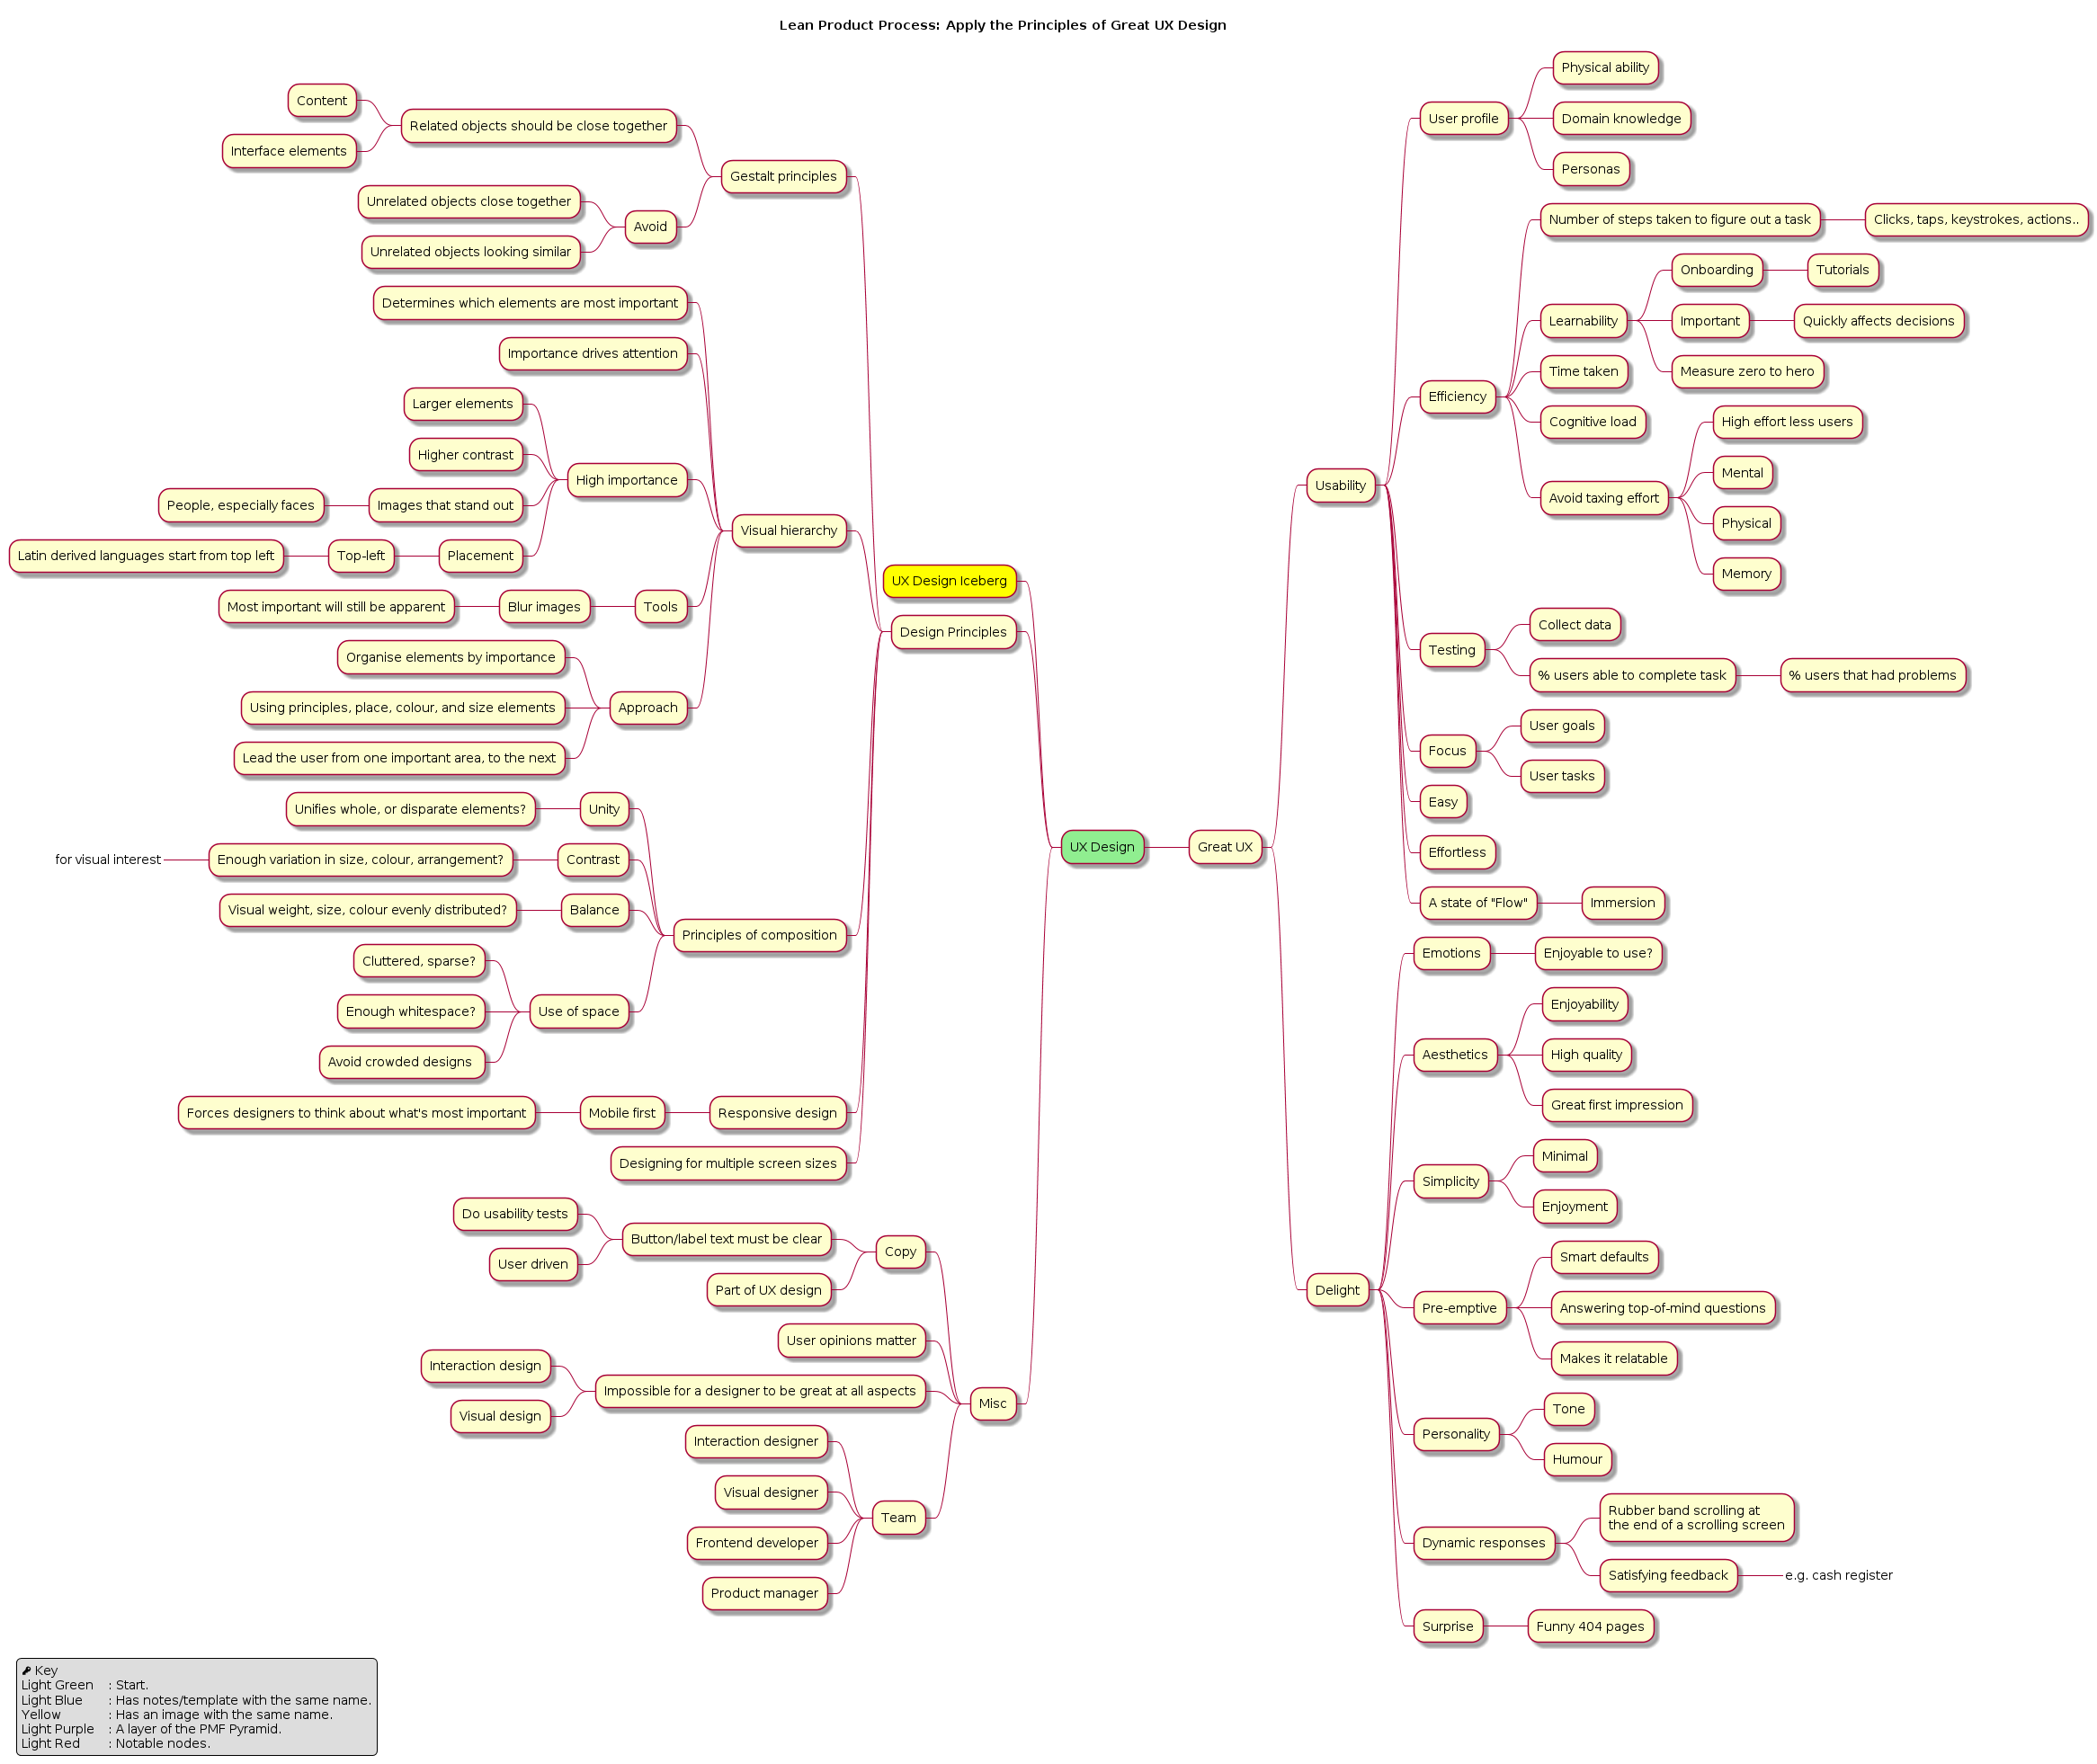 Lean Product Process: Apply the Principles of Great UX Design
UX Design
Great UX
Usability
User profile
Physical ability
Domain knowledge
Personas
Efficiency
Number of steps taken to figure out a task
Clicks, taps, keystrokes, actions..
Learnability
Onboarding
Tutorials
Important
Quickly affects decisions
Measure zero to hero
Time taken
Cognitive load
Avoid taxing effort
High effort less users
Mental
Physical
Memory
Testing
Collect data
% users able to complete task
% users that had problems
Focus
User goals
User tasks
Easy
Effortless
A state of "Flow"
Immersion
Delight
Emotions
Enjoyable to use?
Aesthetics
Enjoyability
High quality
Great first impression
Simplicity
Minimal
Enjoyment
Pre-emptive
Smart defaults
Answering top-of-mind questions
Makes it relatable
Personality
Tone
Humour
Dynamic responses
Rubber band scrolling at
the end of a scrolling screen
Satisfying feedback
e.g. cash register
Surprise
Funny 404 pages
UX Design Iceberg
Design Principles
Gestalt principles
Related objects should be close together
Content
Interface elements
Avoid
Unrelated objects close together
Unrelated objects looking similar
Visual hierarchy
Determines which elements are most important
Importance drives attention
High importance
Larger elements
Higher contrast
Images that stand out
People, especially faces
Placement
Top-left
Latin derived languages start from top left
Tools
Blur images
Most important will still be apparent
Approach
Organise elements by importance
Using principles, place, colour, and size elements
Lead the user from one important area, to the next
Principles of composition
Unity
Unifies whole, or disparate elements?
Contrast
Enough variation in size, colour, arrangement?
for visual interest
Balance
Visual weight, size, colour evenly distributed?
Use of space
Cluttered, sparse?
Enough whitespace?
Avoid crowded designs
Responsive design
Mobile first
Forces designers to think about what's most important
Designing for multiple screen sizes
Misc
Copy
Button/label text must be clear
Do usability tests
User driven
Part of UX design
User opinions matter
Impossible for a designer to be great at all aspects
Interaction design
Visual design
Team
Interaction designer
Visual designer
Frontend developer
Product manager
Key
Light Green : Start.
Light Blue : Has notes/template with the same name.
Yellow : Has an image with the same name.
Light Purple : A layer of the PMF Pyramid.
Light Red : Notable nodes.